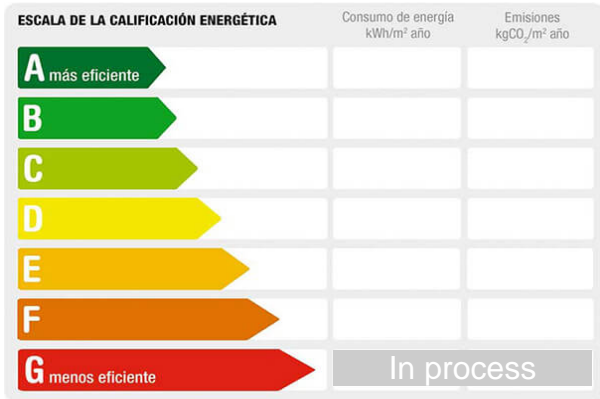 ESCALA DE LA CALIFICACIÓN ENERGÉTICA
Consumo de energía
kWh/m² año
Emisiones
kgCO₂/m² año
A más eficiente
B
C
D
E
F
G menos eficiente
In process